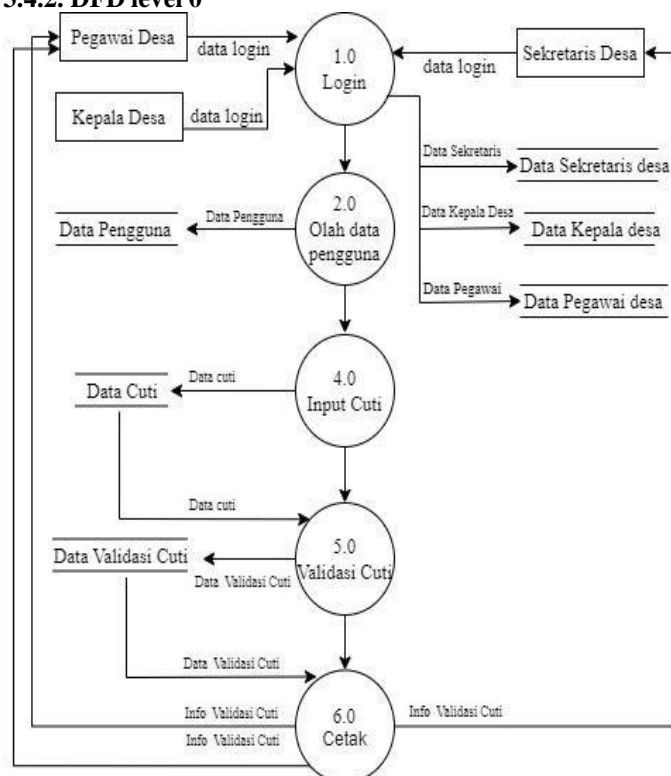 3.4.2. DFD level 0
Pegawai Desa
data login
1.0
Login
data login
Sekretaris Desa
Kepala Desa
data login
Data Sekretaris
Data Sekretaris desa
2.0
Olah data
pengguna
Data Pengguna
Data Pengguna
Data Kepala Desa
Data Kepala desa
Data Pegawai
Data Pegawai desa
4.0
Input Cuti
Data cuti
Data Cuti
Data cuti
5.0
Validasi Cuti
Data Validasi Cuti
Data Validasi Cuti
Data Validasi Cuti
6.0
Cetak
Info Validasi Cuti
Info Validasi Cuti
Info Validasi Cuti